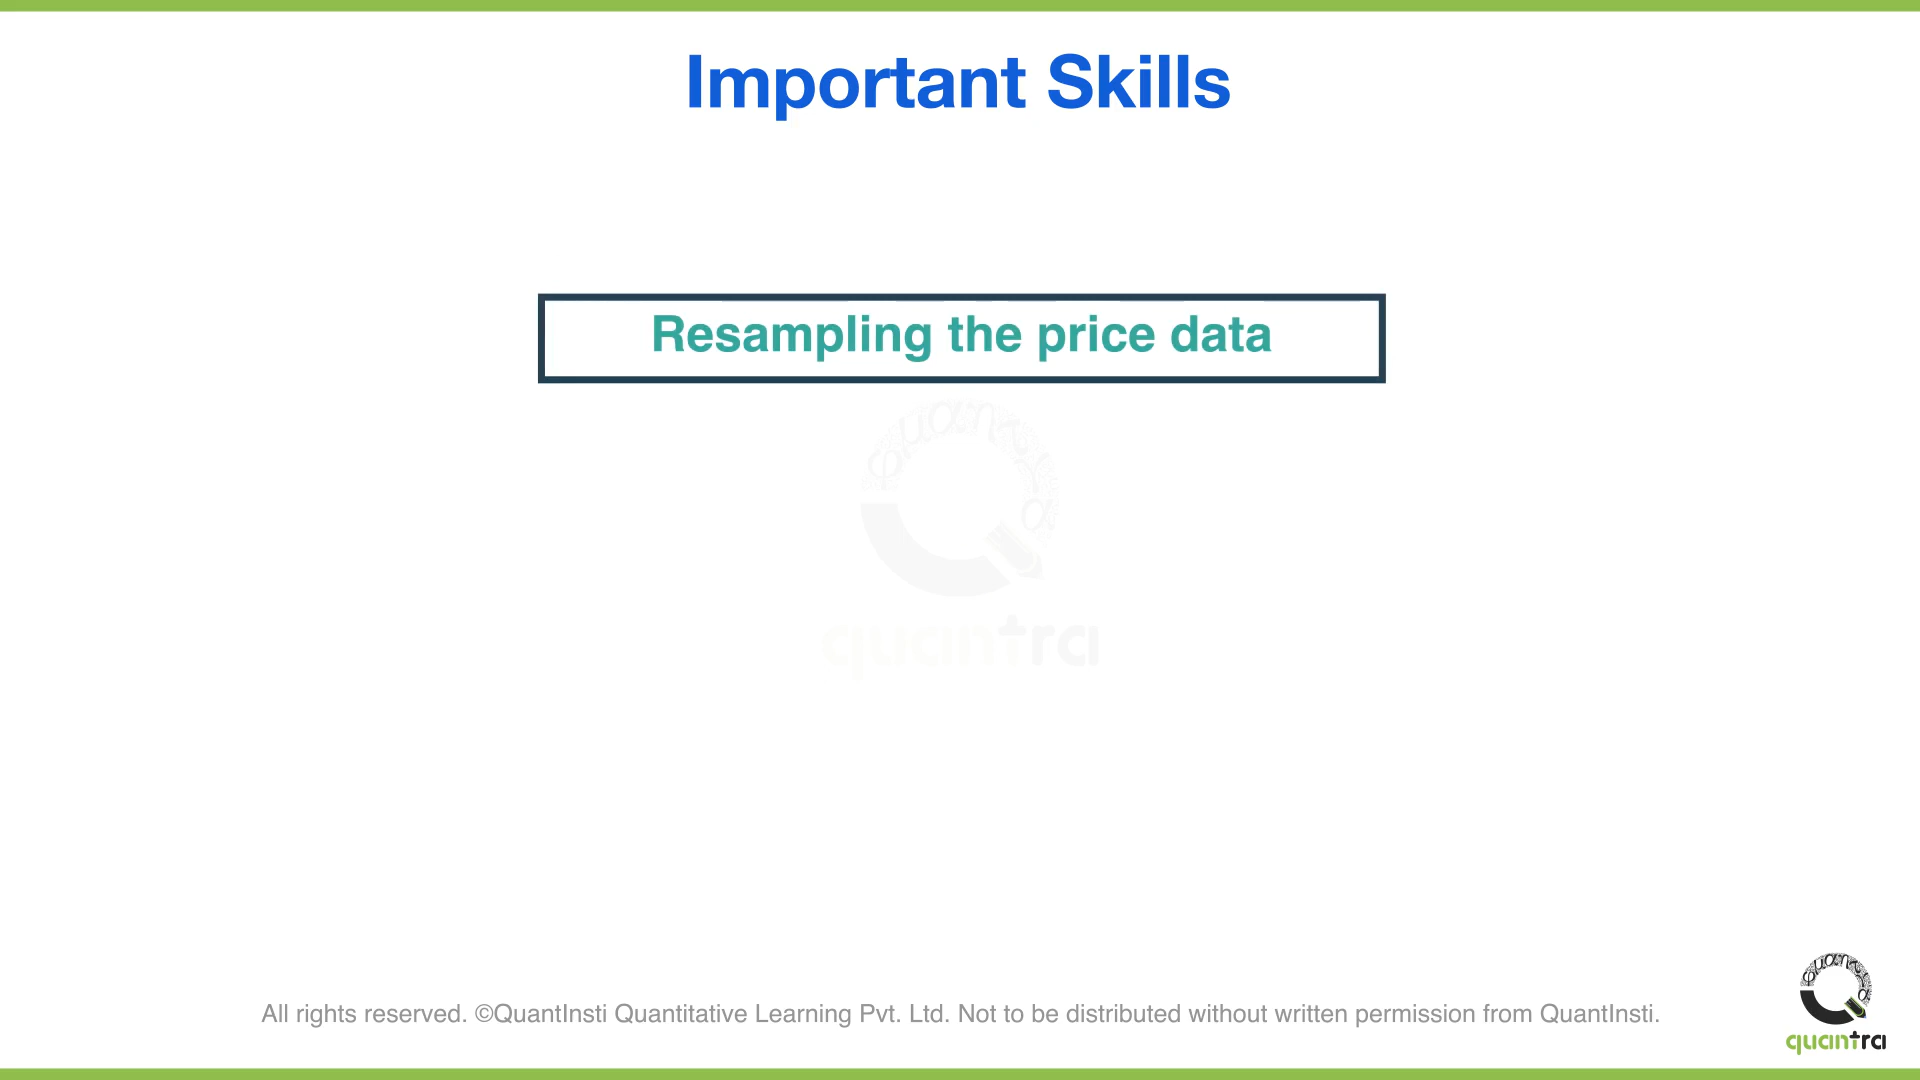 Important Skills
Resampling the price data
quantra
All rights reserved. ©QuantInsti Quantitative Learning Pvt. Ltd. Not to be distributed without written permission from QuantInsti.
quantra